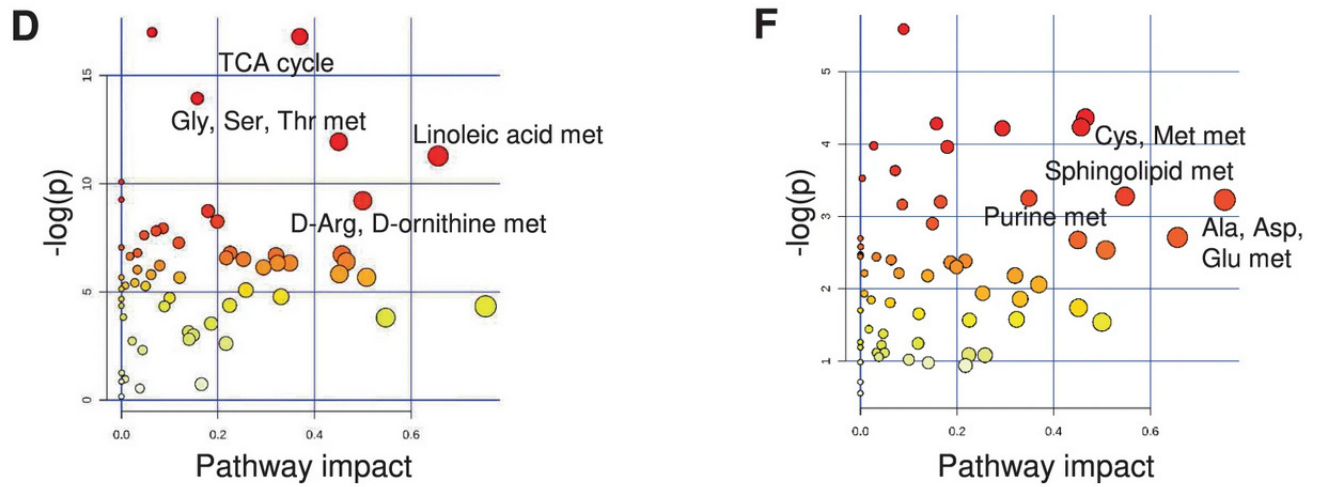 D
TCA cycle
Gly, Ser, Thr met
Linoleic acid met
D-Arg, D-ornithine met
-log(p)
15
10
5
0
0.0 0.2 0.4 0.6
Pathway impact
F
Cys, Met met
Sphingolipid met
Purine met
Ala, Asp,
Glu met
-log(p)
5
4
3
2
1
0.0 0.2 0.4 0.6
Pathway impact